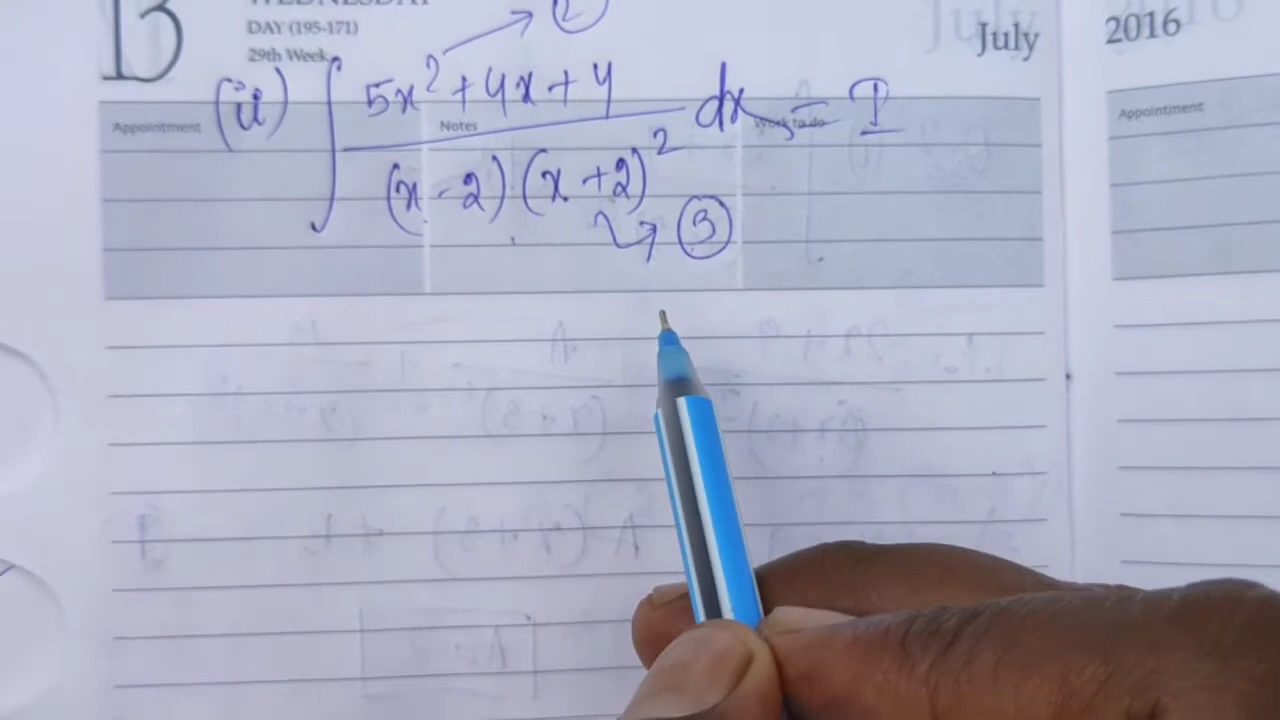 13
WEDNESDAY
DAY (195-171)
29th Week
July
2016
2
(ii) ∫ 5x² + 4x + 4 / (x - 2) (x + 2)² dx = I
3
Appointment
Notes
Work to do
Appointment